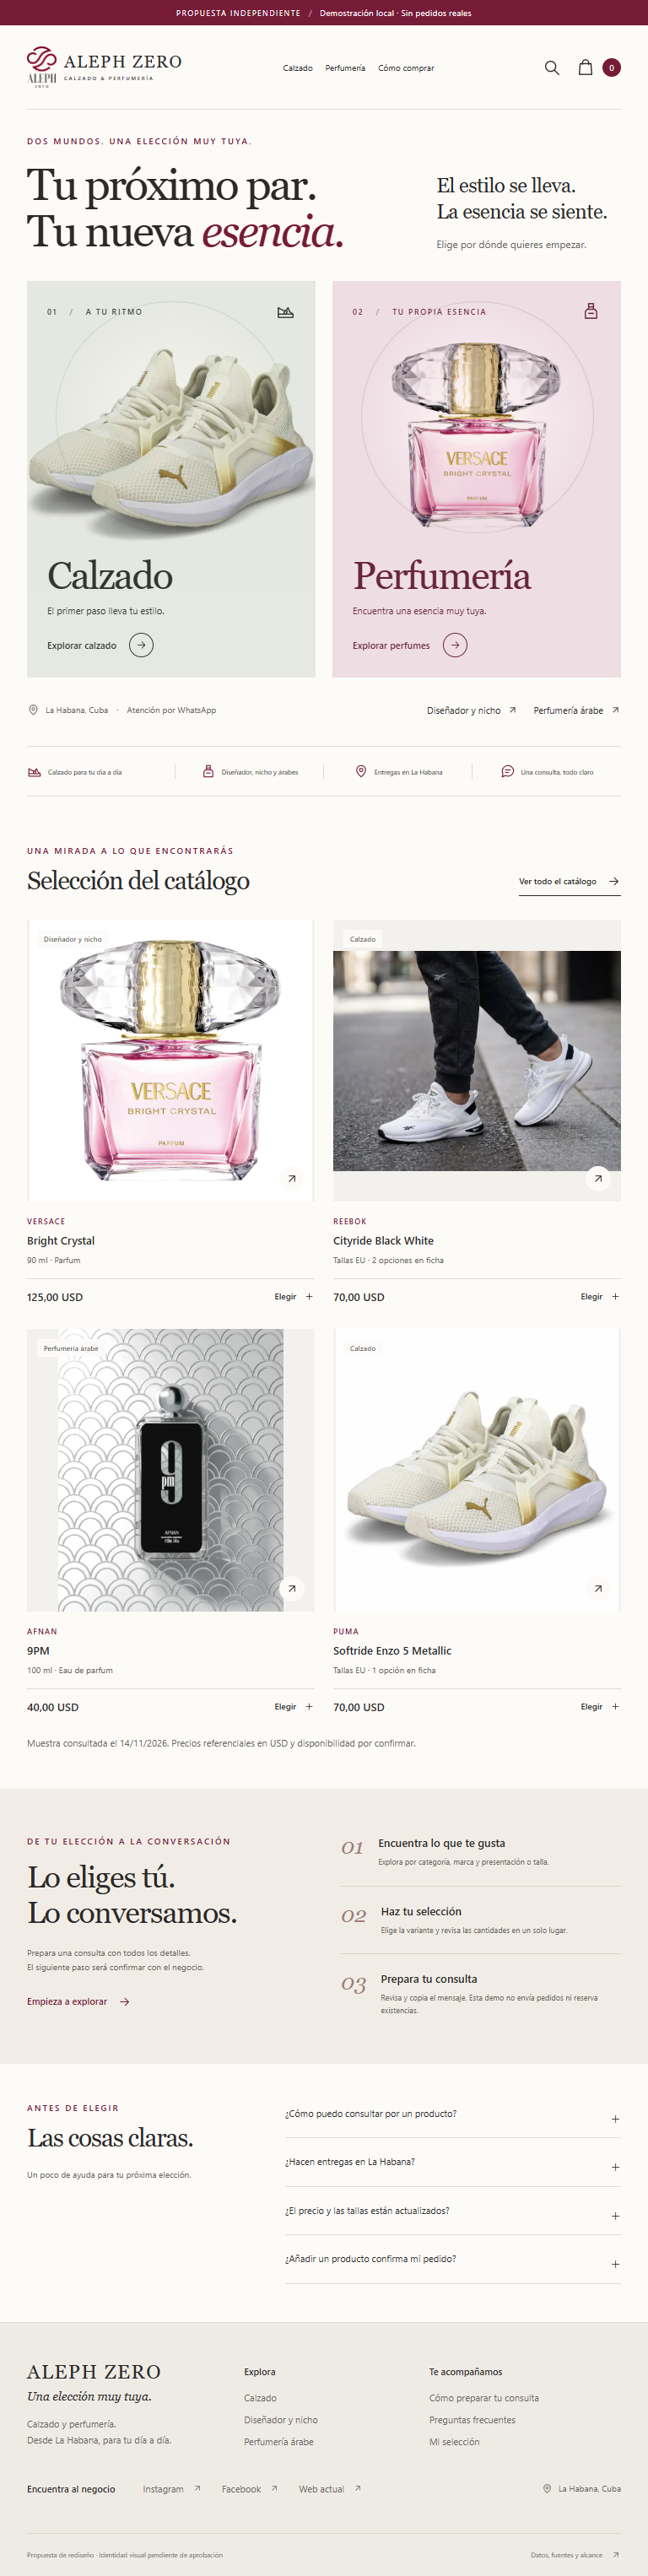 PROPUESTA INDEPENDIENTE / Demostración local · Sin pedidos reales
ALEPH
zero
ALEPH ZERO
CALZADO & PERFUMERÍA
Calzado Perfumería Cómo comprar
0
DOS MUNDOS. UNA ELECCIÓN MUY TUYA.
Tu próximo par.
Tu nueva esencia.
El estilo se lleva.
La esencia se siente.
Elige por dónde quieres empezar.
01 / A TU RITMO
Calzado
El primer paso lleva tu estilo.
Explorar calzado
02 / TU PROPIA ESENCIA
VERSACE
BRIGHT CRYSTAL
PARFUM
Perfumería
Encuentra una esencia muy tuya.
Explorar perfumes
La Habana, Cuba · Atención por WhatsApp
Diseñador y nicho Perfumería árabe
Calzado para tu día a día
Diseñador, nicho y árabes
Entregas en La Habana
Una consulta, todo claro
UNA MIRADA A LO QUE ENCONTRARÁS
Selección del catálogo
Ver todo el catálogo
Diseñador y nicho
VERSACE
BRIGHT CRYSTAL
PARFUM
VERSACE
Bright Crystal
90 ml · Parfum
125,00 USD
Elegir +
Calzado
REEBOK
Cityride Black White
Tallas EU · 2 opciones en ficha
70,00 USD
Elegir +
Perfumería árabe
9
pm
AFNAN
AFNAN
9PM
100 ml · Eau de parfum
40,00 USD
Elegir +
Calzado
PUMA
Softride Enzo 5 Metallic
Tallas EU · 1 opción en ficha
70,00 USD
Elegir +
Muestra consultada el 14/11/2026. Precios referenciales en USD y disponibilidad por confirmar.
DE TU ELECCIÓN A LA CONVERSACIÓN
Lo eliges tú.
Lo conversamos.
Prepara una consulta con todos los detalles.
El siguiente paso será confirmar con el negocio.
Empieza a explorar
01 Encuentra lo que te gusta
Explora por categoría, marca y presentación o talla.
02 Haz tu selección
Elige la variante y revisa las cantidades en un solo lugar.
03 Prepara tu consulta
Revisa y copia el mensaje. Esta demo no envía pedidos ni reserva
existencias.
ANTES DE ELEGIR
Las cosas claras.
Un poco de ayuda para tu próxima elección.
¿Cómo puedo consultar por un producto? +
¿Hacen entregas en La Habana? +
¿El precio y las tallas están actualizados? +
¿Añadir un producto confirma mi pedido? +
ALEPH ZERO
Una elección muy tuya.
Calzado y perfumería.
Desde La Habana, para tu día a día.
Explora
Calzado
Diseñador y nicho
Perfumería árabe
Te acompañamos
Cómo preparar tu consulta
Preguntas frecuentes
Mi selección
Encuentra al negocio Instagram Facebook Web actual
La Habana, Cuba
Propuesta de rediseño · Identidad visual pendiente de aprobación
Datos, fuentes y alcance